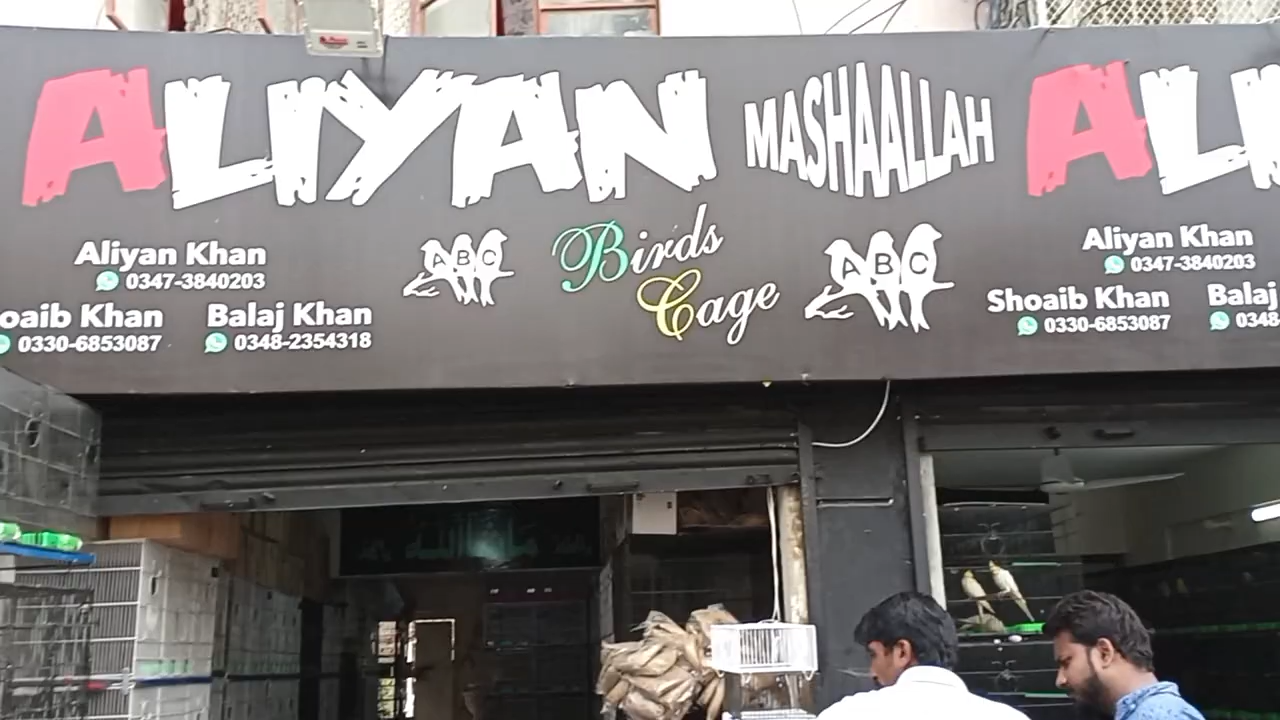 ALIYAN MASHAALLAH ALI
Aliyan Khan
0347-3840203
oaib Khan
0330-6853087
Balaj Khan
0348-2354318
ABC
Birds
Cage
ABC
Aliyan Khan
0347-3840203
Shoaib Khan
0330-6853087
Balaj
0348